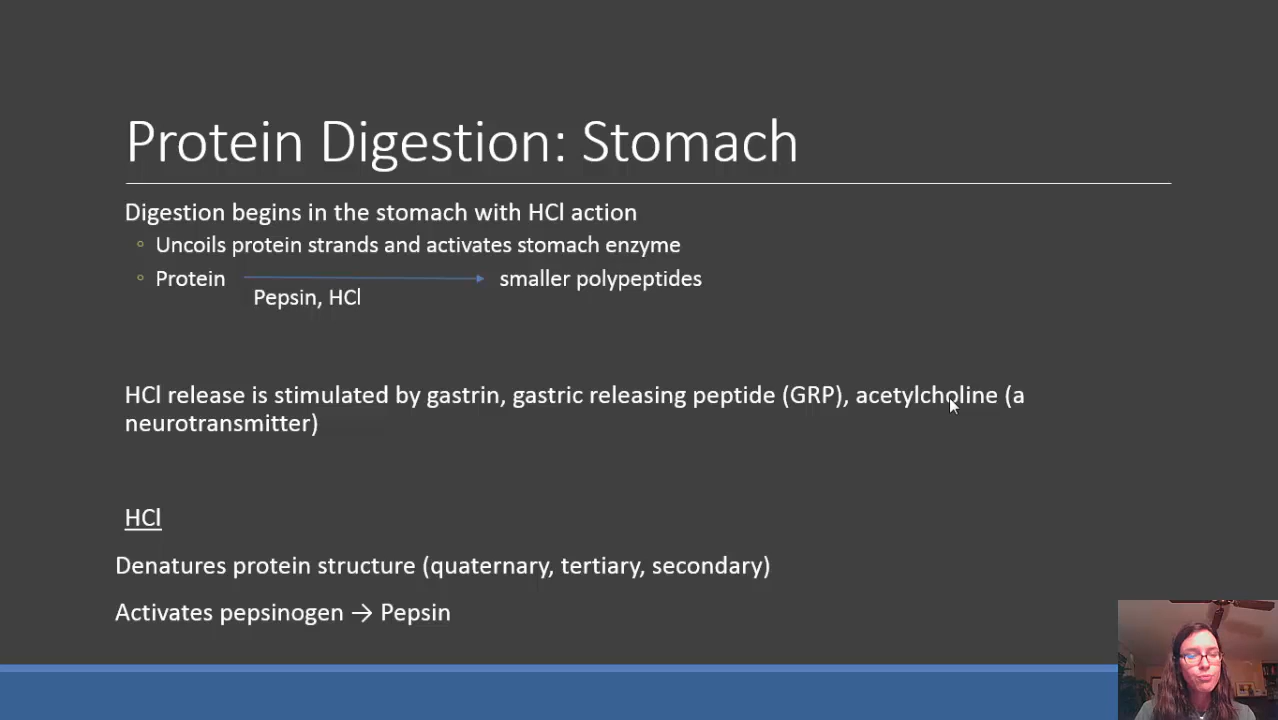 Protein Digestion: Stomach
Digestion begins in the stomach with HCl action
Uncoils protein strands and activates stomach enzyme
Protein → smaller polypeptides
Pepsin, HCl
HCl release is stimulated by gastrin, gastric releasing peptide (GRP), acetylcholine (a
neurotransmitter)
HCl
Denatures protein structure (quaternary, tertiary, secondary)
Activates pepsinogen → Pepsin